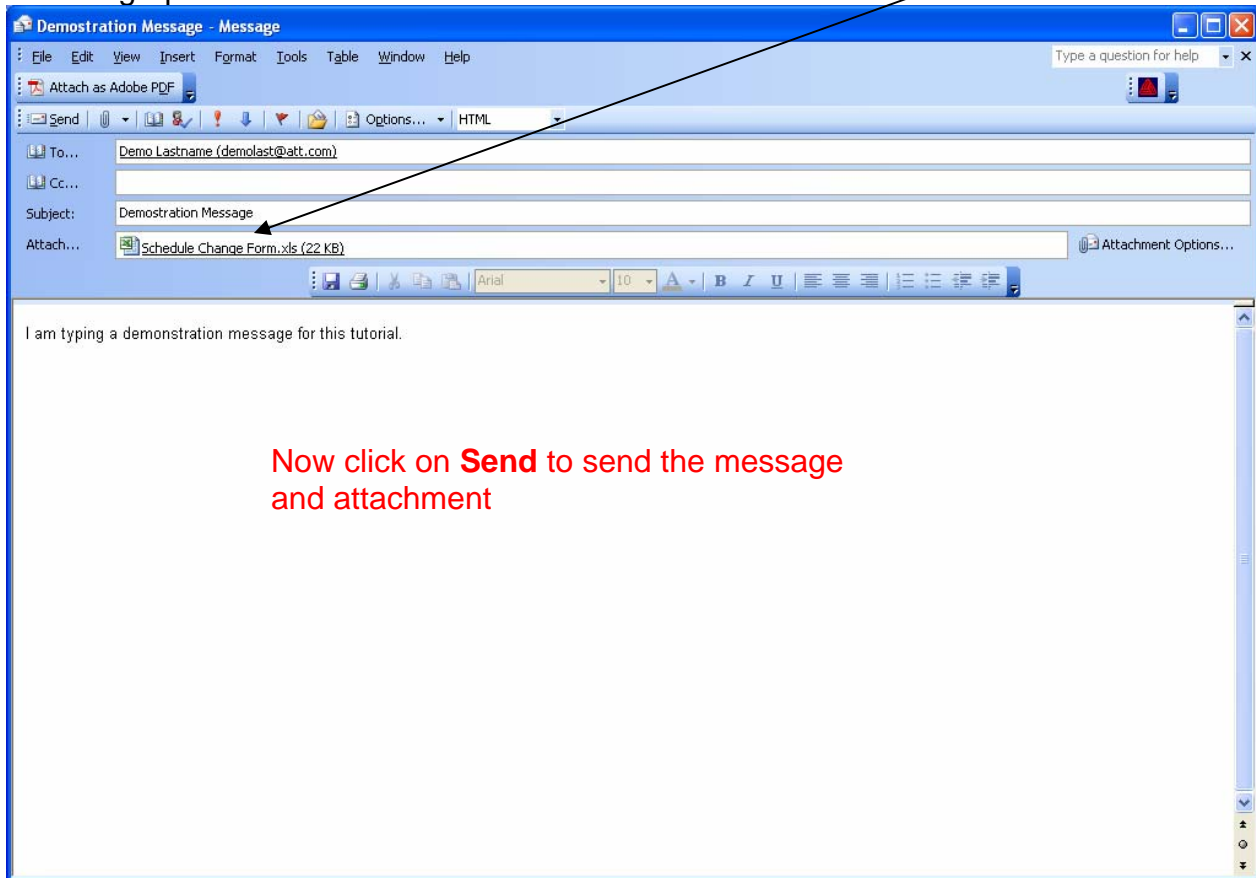 Demostration Message - Message
File Edit View Insert Format Tools Table Window Help Type a question for help
Attach as Adobe PDF
Send Options... HTML
To... Demo Lastname (demolast@att.com)
Cc...
Subject: Demostration Message
Attach... Schedule Change Form.xls (22 KB) Attachment Options...
Arial 10 A B I U
I am typing a demonstration message for this tutorial.
Now click on Send to send the message
and attachment